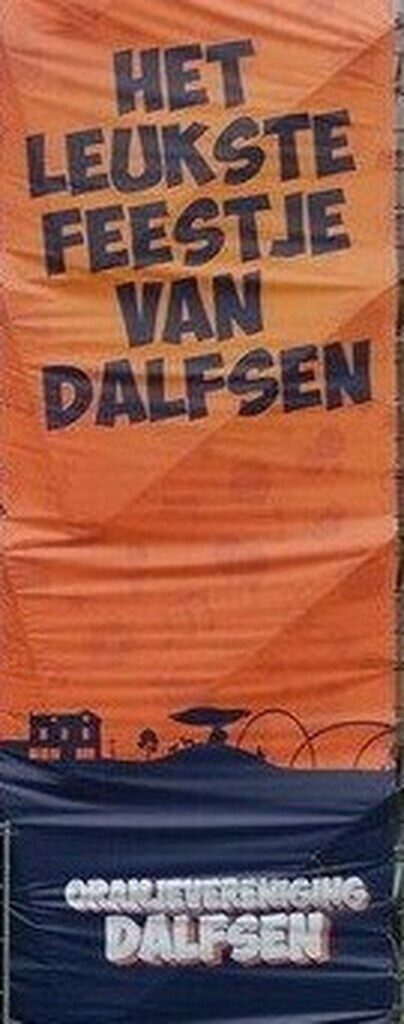 HET
LEUKSTE
FEESTJE
VAN
DALFSEN
ORANJEVERENIGING
DALFSEN